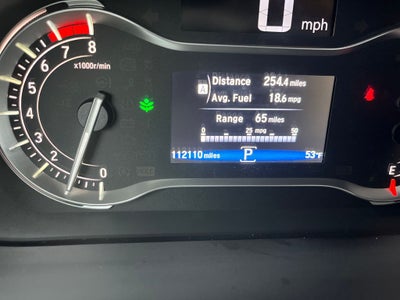 0 mph
8
7
x1000r/min
6
5
4
3
2
1
0
A
Distance 254.4 miles
Avg. Fuel 18.6 mpg
Range 65 miles
0 25 mpg 50
112110 miles P 53°F
E